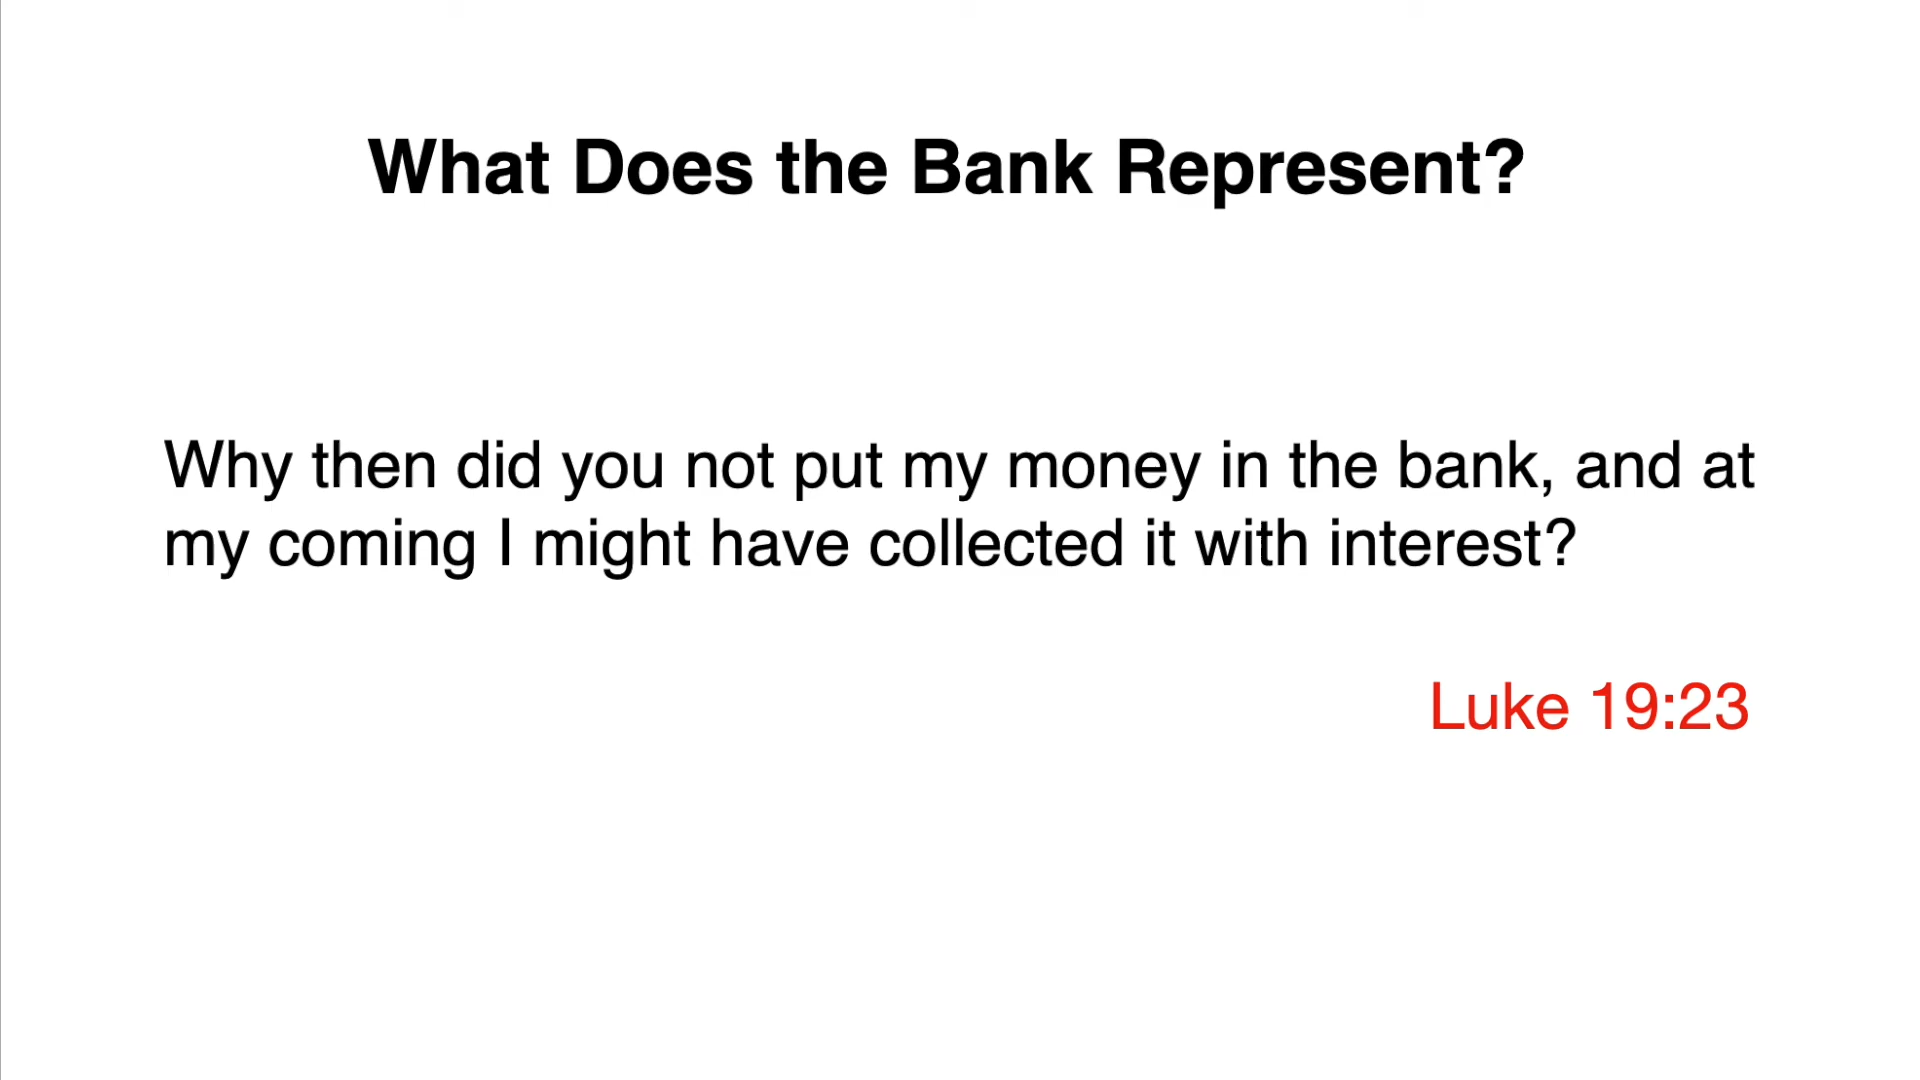 What Does the Bank Represent?
Why then did you not put my money in the bank, and at
my coming I might have collected it with interest?
Luke 19:23